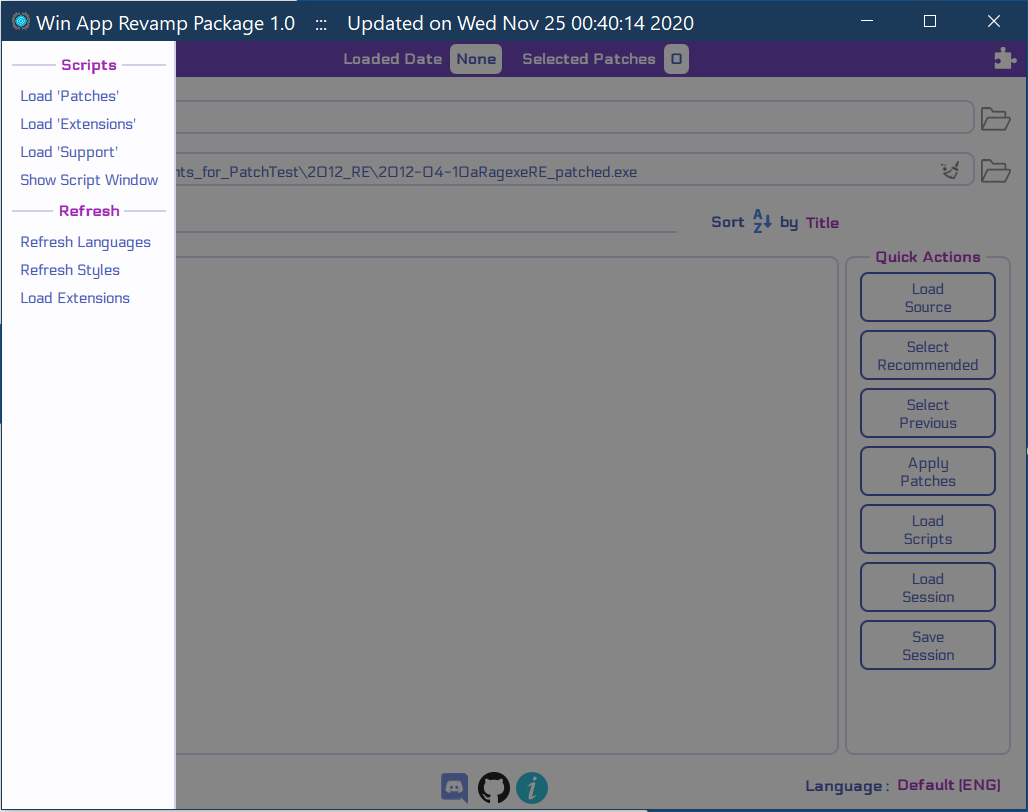 Win App Revamp Package 1.0 ::: Updated on Wed Nov 25 00:40:14 2020
Loaded Date None Selected Patches 0
Scripts
Load 'Patches'
Load 'Extensions'
Load 'Support'
Show Script Window
Refresh
Refresh Languages
Refresh Styles
Load Extensions
nts_for_PatchTest\2012_RE\2012-04-10aRagexeRE_patched.exe
Sort A Z by Title
Quick Actions
Load
Source
Select
Recommended
Select
Previous
Apply
Patches
Load
Scripts
Load
Session
Save
Session
i
Language : Default (ENG)